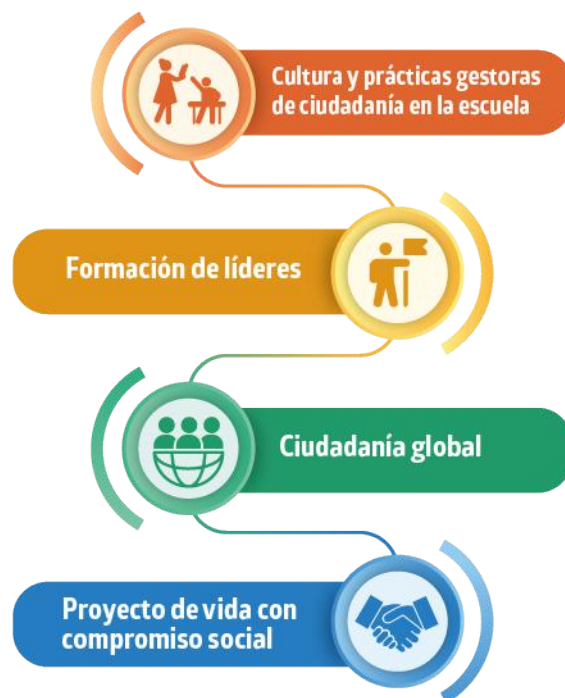 Cultura y prácticas gestoras
de ciudadanía en la escuela
Formación de líderes
Ciudadanía global
Proyecto de vida con
compromiso social